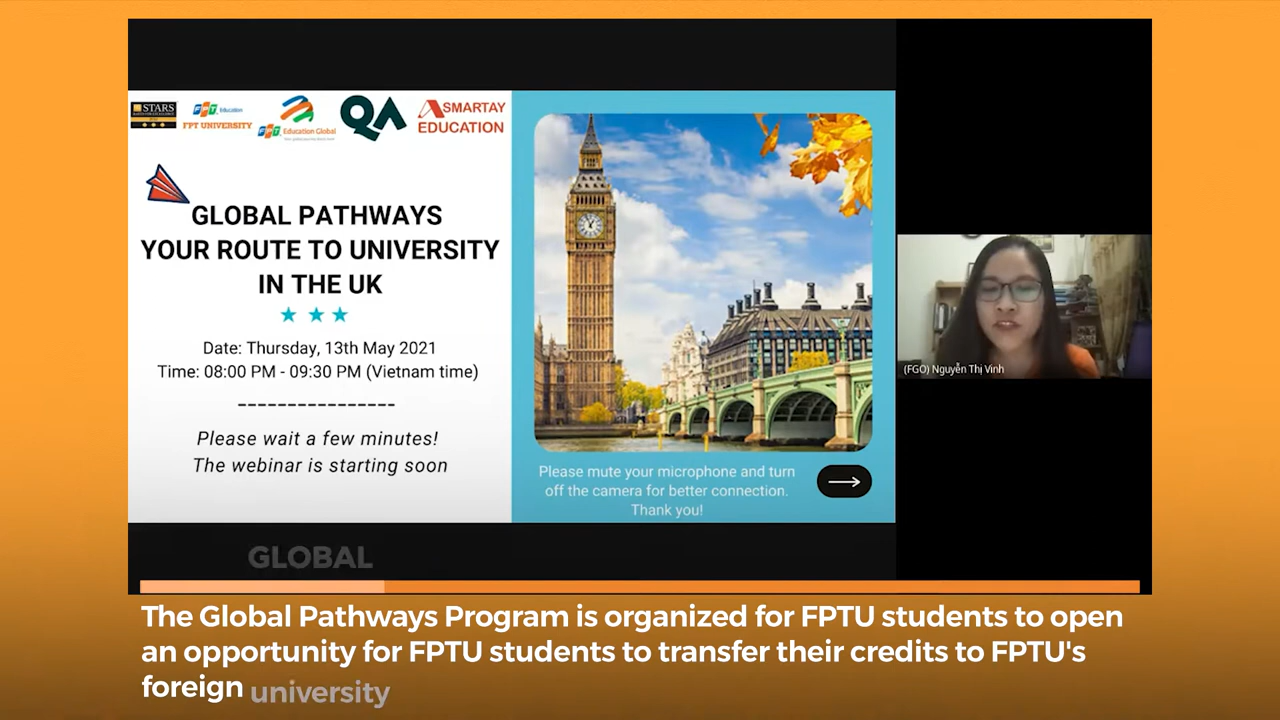 STARS
FPT Education
FPT UNIVERSITY
FPT Education Global
QA
SMARTAY
EDUCATION
GLOBAL PATHWAYS
YOUR ROUTE TO UNIVERSITY
IN THE UK
Date: Thursday, 13th May 2021
Time: 08:00 PM - 09:30 PM (Vietnam time)
Please wait a few minutes!
The webinar is starting soon
Please mute your microphone and turn
off the camera for better connection.
Thank you!
(FGO) Nguyễn Thị Vinh
GLOBAL
The Global Pathways Program is organized for FPTU students to open
an opportunity for FPTU students to transfer their credits to FPTU's
foreign university